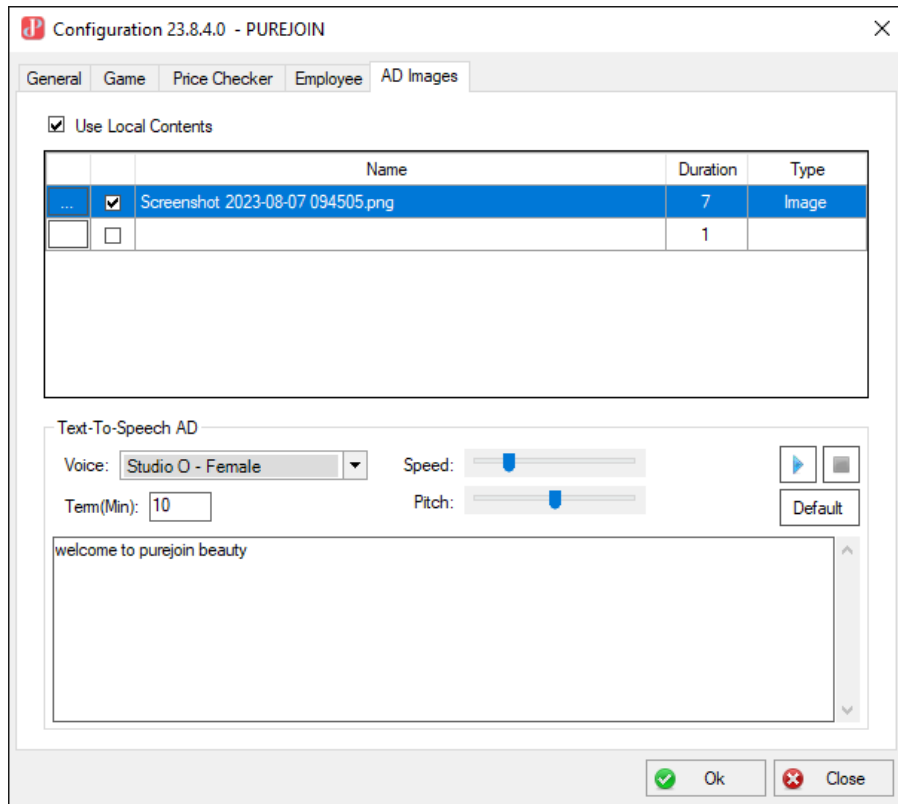 Configuration 23.8.4.0 - PUREJOIN
General Game Price Checker Employee AD Images
Use Local Contents
Name Duration Type
... Screenshot 2023-08-07 094505.png 7 Image
1
Text-To-Speech AD
Voice: Studio O - Female Speed:
Term(Min): 10 Pitch: Default
welcome to purejoin beauty
Ok Close